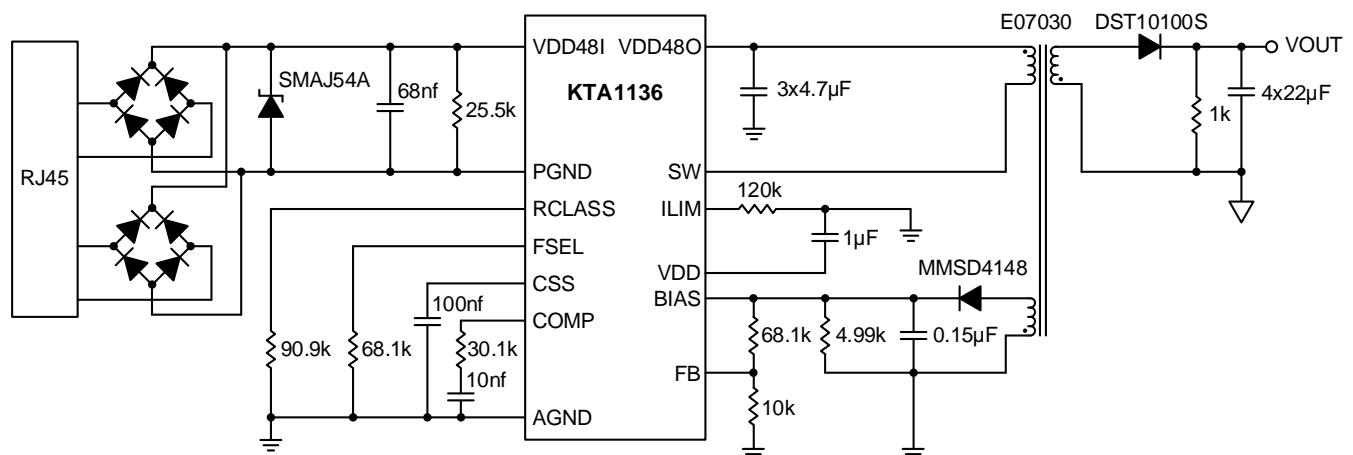 E07030 DST10100S
VDD48I VDD48O
VOUT
SMAJ54A
KTA1136
68nf
25.5k
3x4.7µF
4x22µF
1k
RJ45
PGND
SW
120k
RCLASS
ILIM
1µF
FSEL
VDD
MMSD4148
CSS
BIAS
100nf
COMP
90.9k
68.1k
30.1k
68.1k
4.99k
0.15µF
10nf
FB
10k
AGND